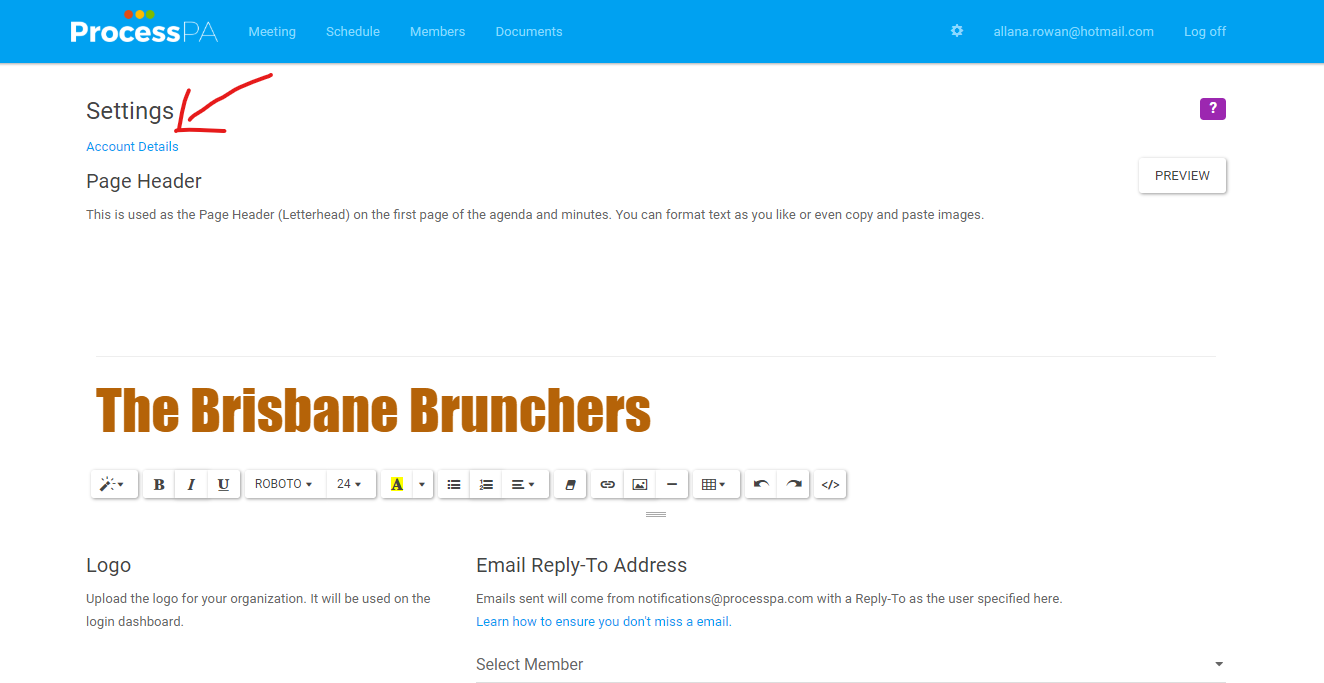 ProcessPA Meeting Schedule Members Documents allana.rowan@hotmail.com Log off
Settings ?
Account Details
Page Header PREVIEW
This is used as the Page Header (Letterhead) on the first page of the agenda and minutes. You can format text as you like or even copy and paste images.
The Brisbane Brunchers
B I U ROBOTO 24 A </>
Logo
Upload the logo for your organization. It will be used on the
login dashboard.
Email Reply-To Address
Emails sent will come from notifications@processpa.com with a Reply-To as the user specified here.
Learn how to ensure you don't miss a email.
Select Member